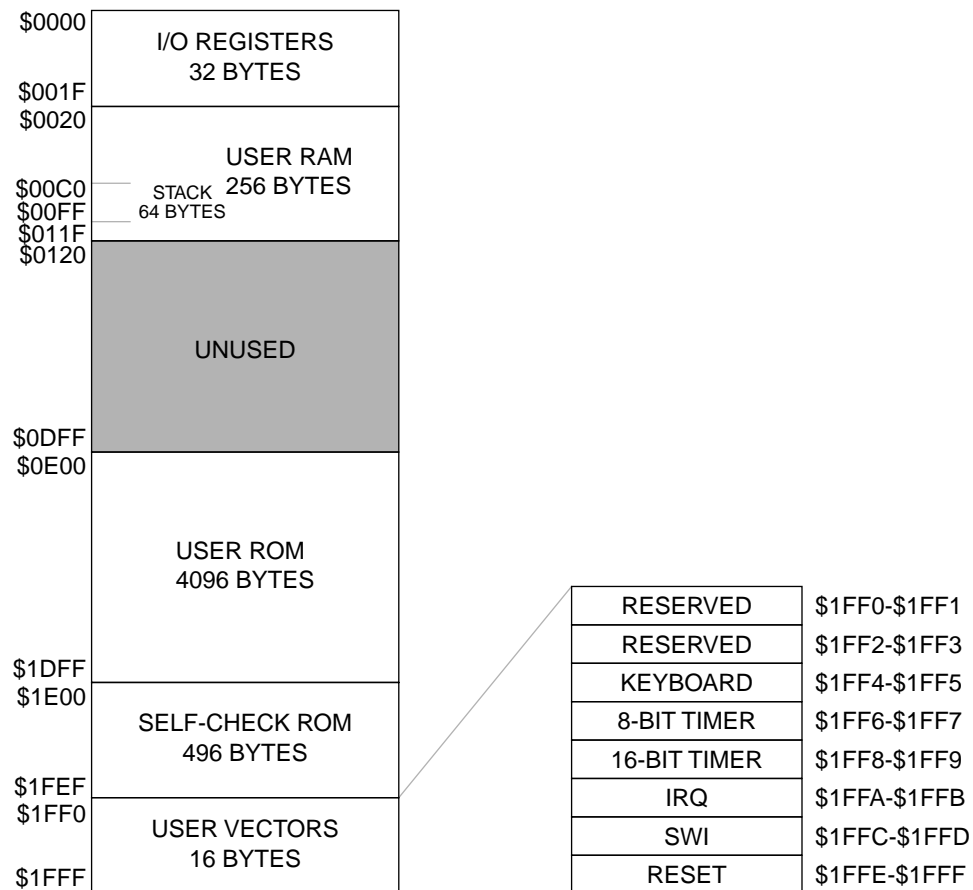 $0000
I/O REGISTERS
32 BYTES
$001F
$0020
USER RAM
256 BYTES
$00C0
STACK
64 BYTES
$00FF
$011F
$0120
UNUSED
$0DFF
$0E00
USER ROM
4096 BYTES
$1DFF
$1E00
SELF-CHECK ROM
496 BYTES
$1FEF
$1FF0
USER VECTORS
16 BYTES
$1FFF
RESERVED $1FF0-$1FF1
RESERVED $1FF2-$1FF3
KEYBOARD $1FF4-$1FF5
8-BIT TIMER $1FF6-$1FF7
16-BIT TIMER $1FF8-$1FF9
IRQ $1FFA-$1FFB
SWI $1FFC-$1FFD
RESET $1FFE-$1FFF